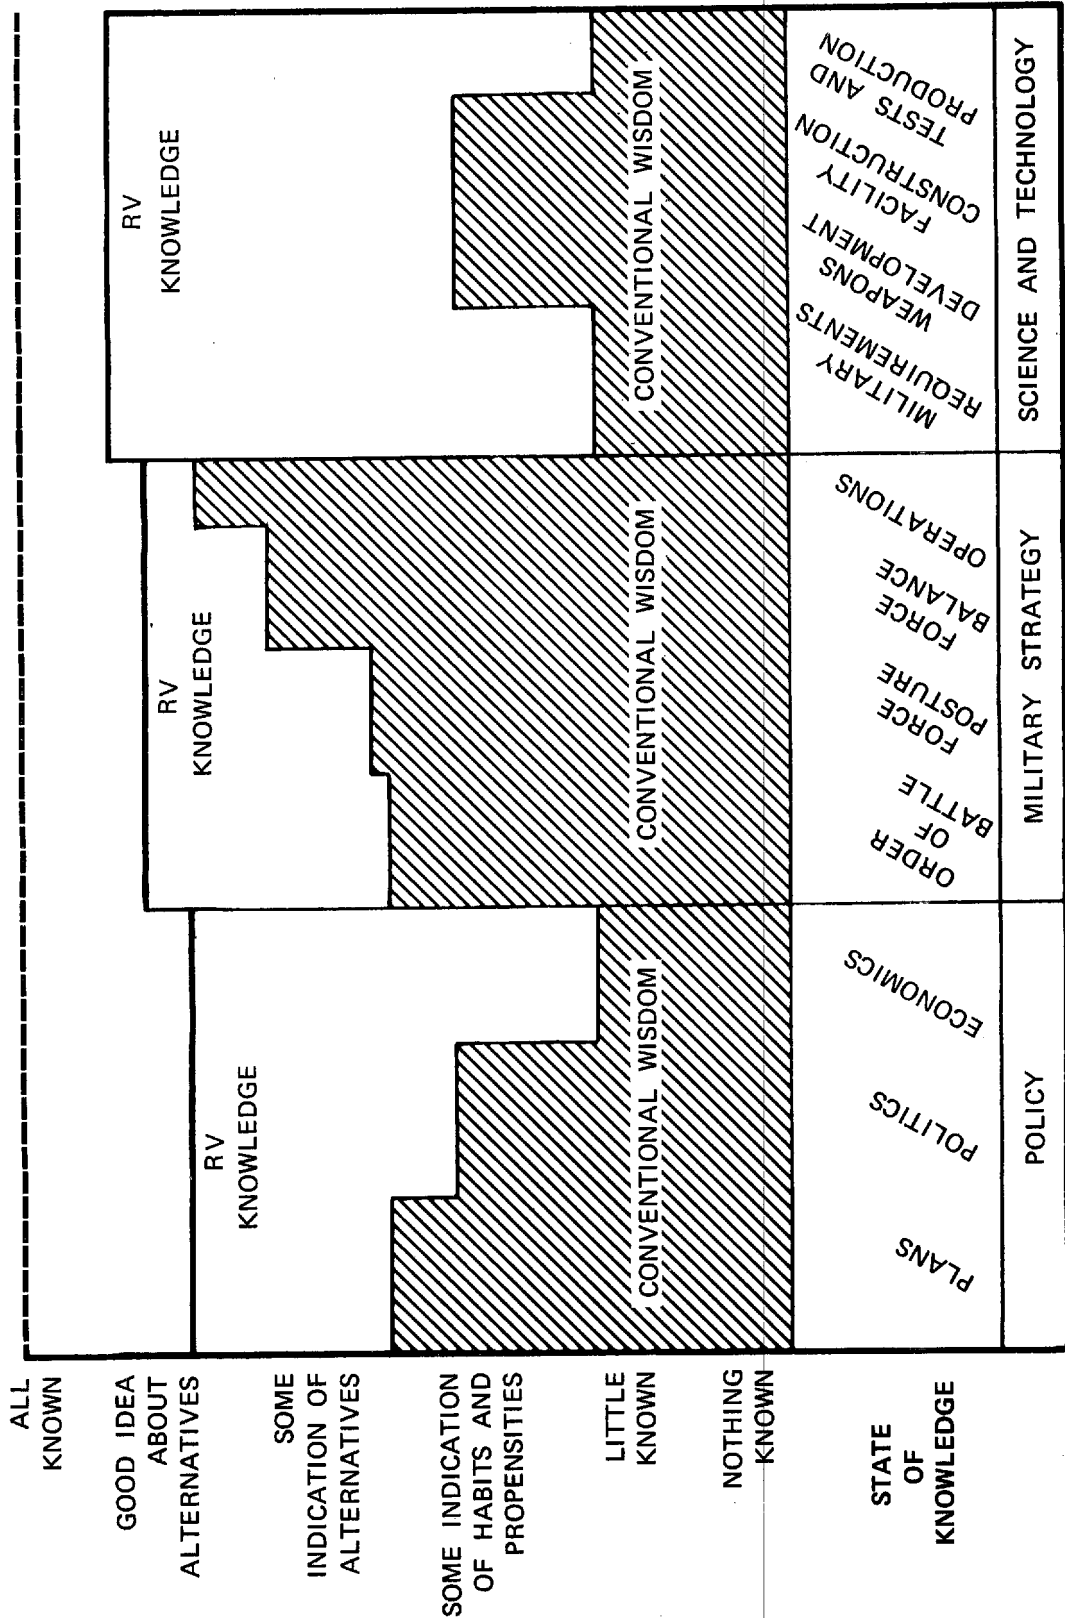 ALL
KNOWN
GOOD IDEA
ABOUT
ALTERNATIVES
SOME
INDICATION OF
ALTERNATIVES
SOME INDICATION
OF HABITS AND
PROPENSITIES
LITTLE
KNOWN
NOTHING
KNOWN
STATE
OF
KNOWLEDGE
RV
KNOWLEDGE
CONVENTIONAL WISDOM
PLANS
POLITICS
ECONOMICS
POLICY
RV
KNOWLEDGE
CONVENTIONAL WISDOM
ORDER
OF
BATTLE
FORCE
POSTURE
FORCE
BALANCE
OPERATIONS
MILITARY STRATEGY
RV
KNOWLEDGE
CONVENTIONAL WISDOM
MILITARY
REQUIREMENTS
WEAPONS
DEVELOPMENT
FACILITY
CONSTRUCTION
TESTS AND
PRODUCTION
SCIENCE AND TECHNOLOGY